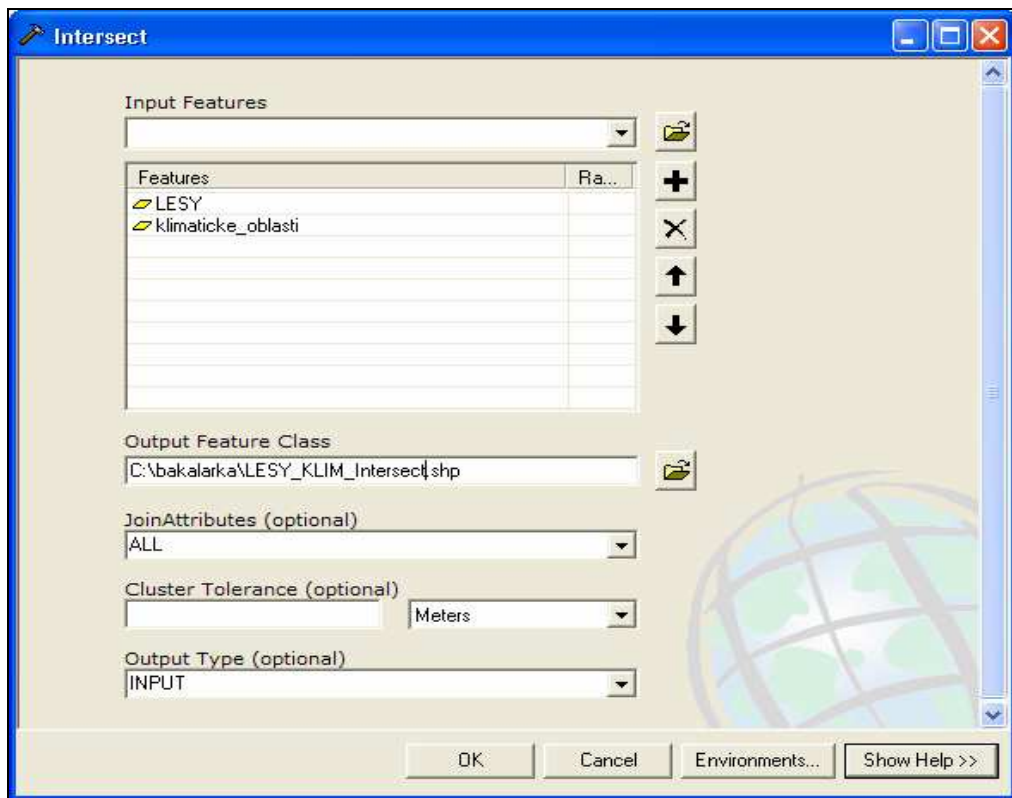 Intersect
Input Features
Features Ra...
LESY
klimaticke_oblasti
Output Feature Class
C:\bakalarka\LESY_KLIM_Intersect.shp
JoinAttributes (optional)
ALL
Cluster Tolerance (optional)
Meters
Output Type (optional)
INPUT
OK Cancel Environments... Show Help >>